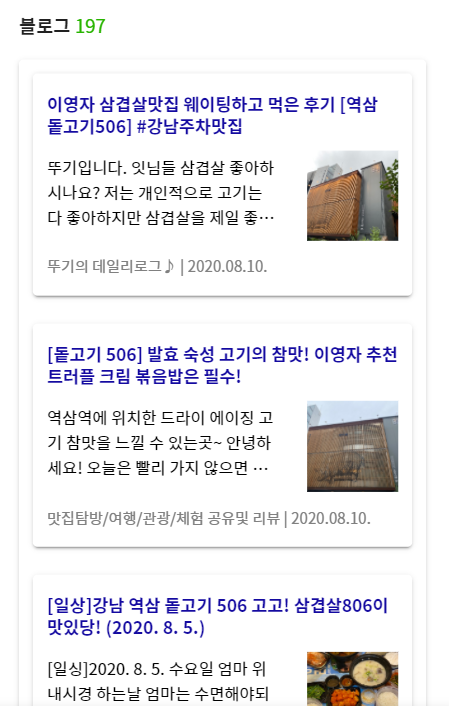 블로그 197
이영자 삼겹살맛집 웨이팅하고 먹은 후기 [역삼
돝고기506] #강남주차맛집
뚜기입니다. 잇님들 삼겹살 좋아하
시나요? 저는 개인적으로 고기는
다 좋아하지만 삼겹살을 제일 좋…
뚜기의 데일리로그♪ | 2020.08.10.
[돝고기 506] 발효 숙성 고기의 참맛! 이영자 추천
트러플 크림 볶음밥은 필수!
역삼역에 위치한 드라이 에이징 고
기 참맛을 느낄 수 있는곳~ 안녕하
세요! 오늘은 빨리 가지 않으면 …
맛집탐방/여행/관광/체험 공유및 리뷰 | 2020.08.10.
[일상]강남 역삼 돝고기 506 고고! 삼겹살806이
맛있당! (2020. 8. 5.)
[일싱]2020. 8. 5. 수요일 엄마 위
내시경 하는날 엄마는 수면해야되